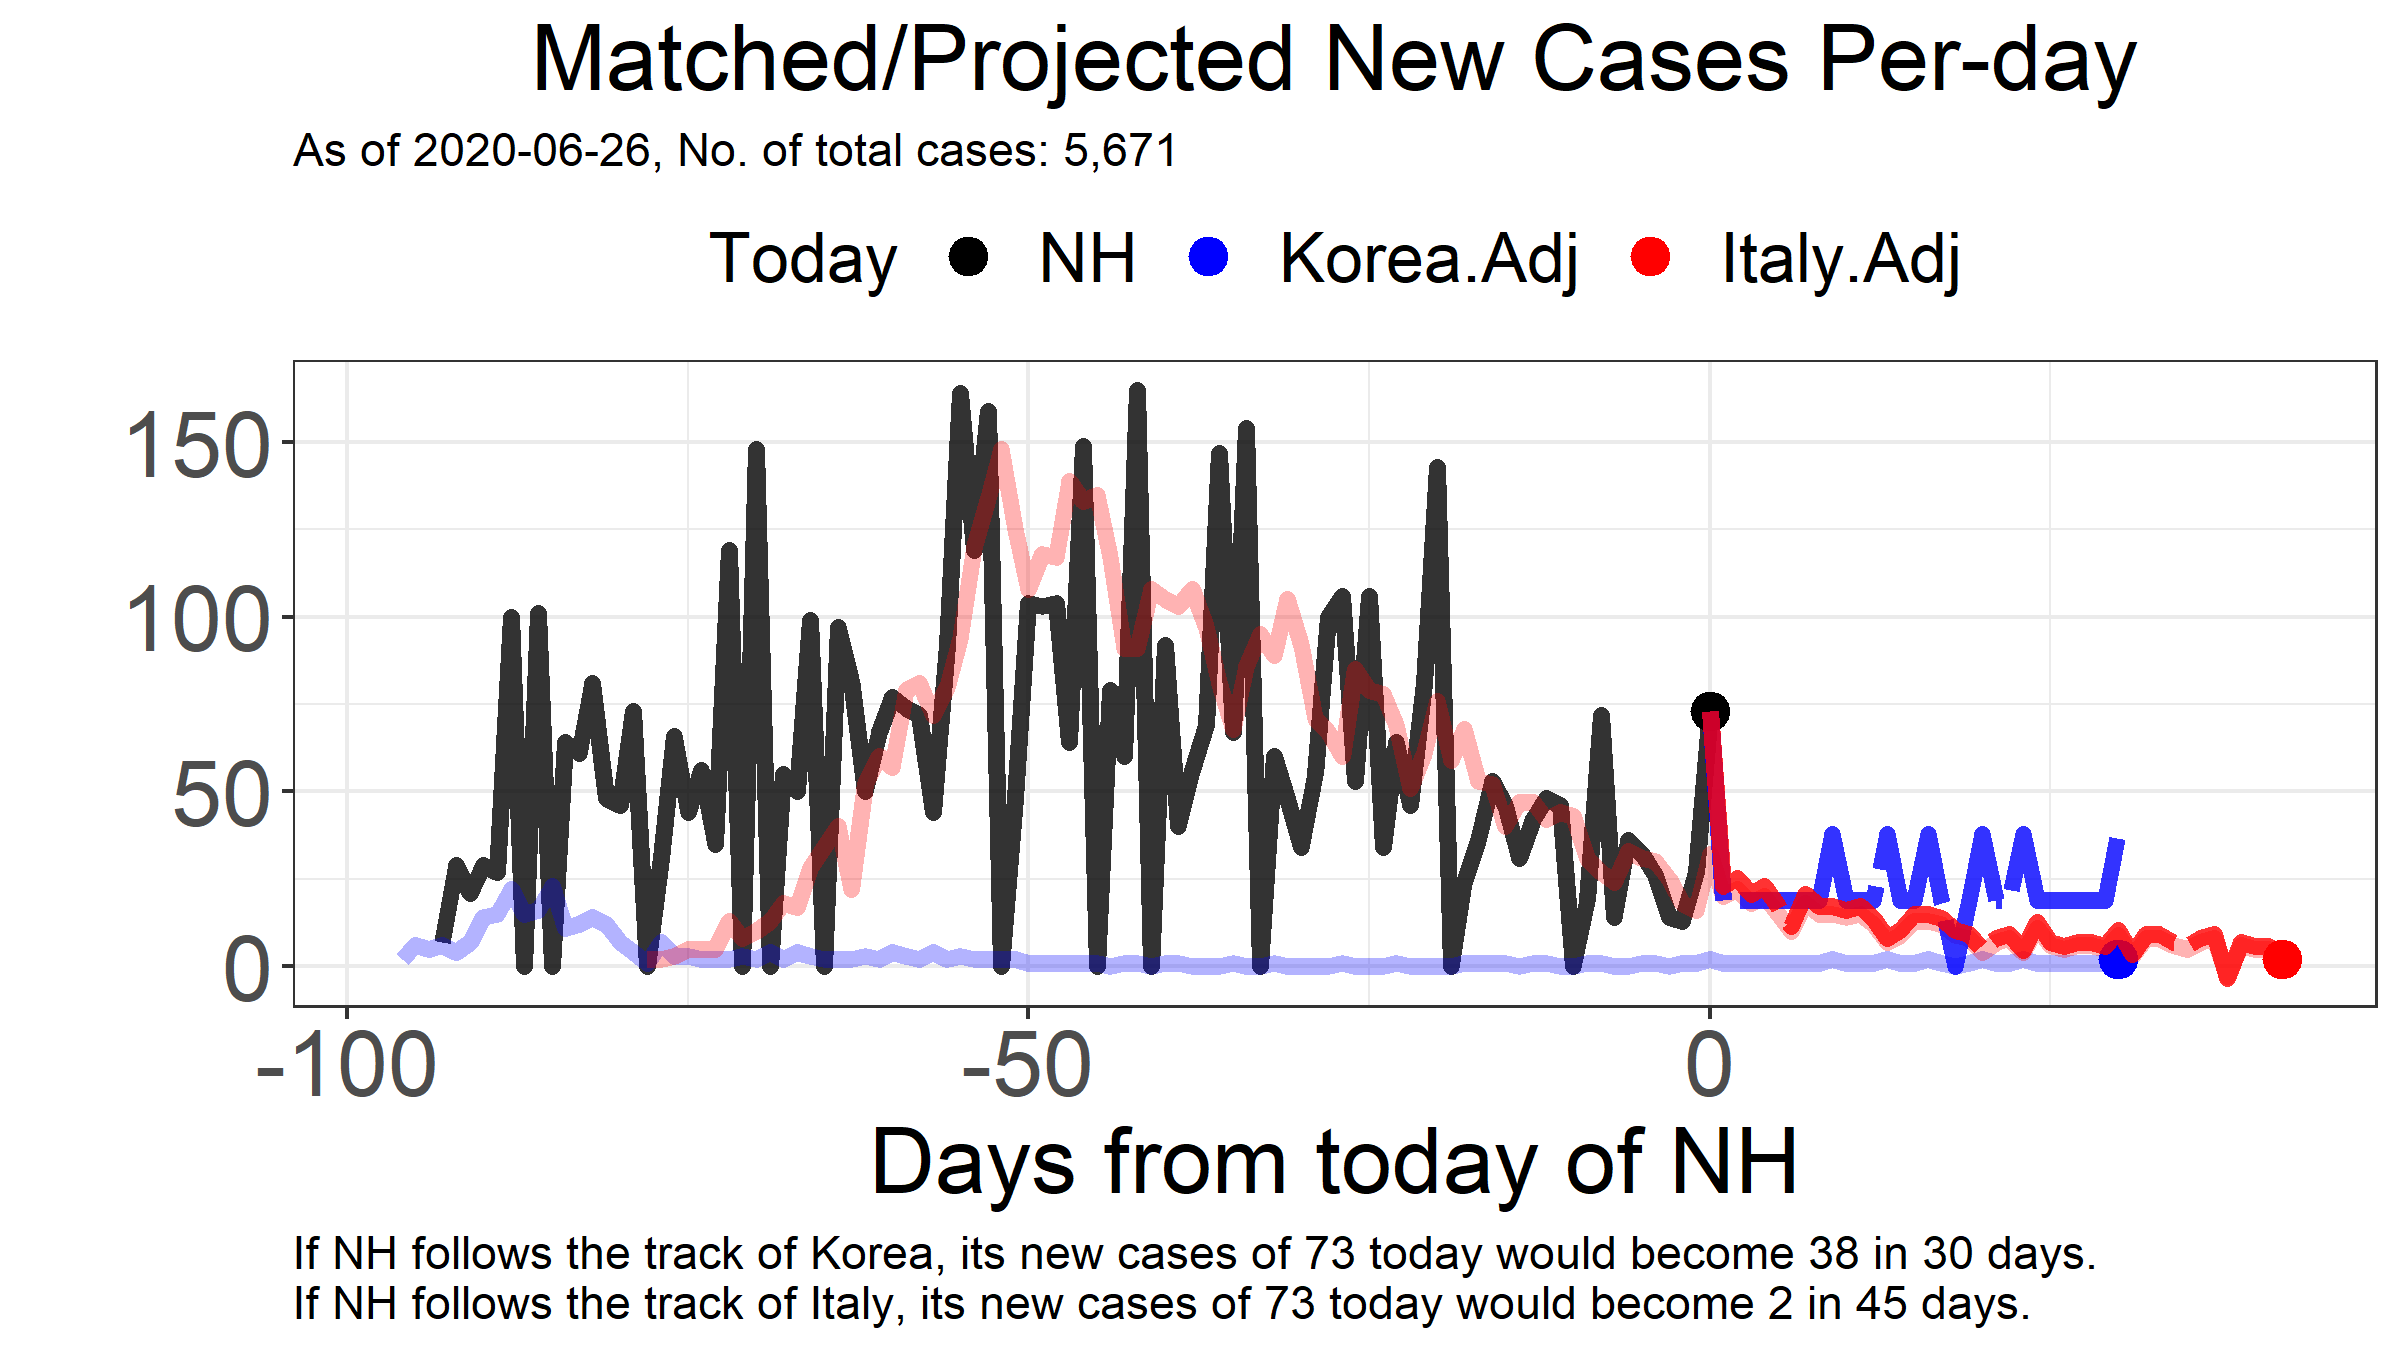 Matched/Projected New Cases Per-day
As of 2020-06-26, No. of total cases: 5,671
Today NH Korea.Adj Italy.Adj
150
100
50
0
-100 -50 0
Days from today of NH
If NH follows the track of Korea, its new cases of 73 today would become 38 in 30 days.
If NH follows the track of Italy, its new cases of 73 today would become 2 in 45 days.